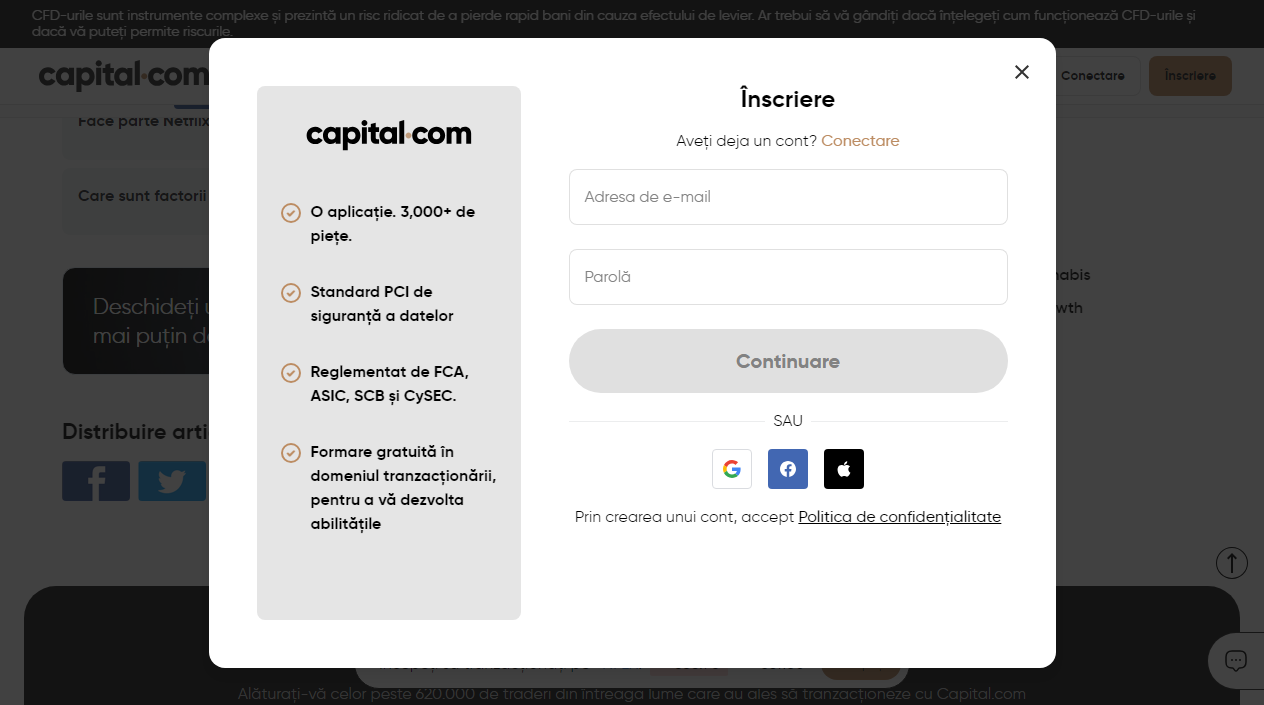 CFD-urile sunt instrumente complexe și prezintă un risc ridicat de a pierde rapid bani din cauza efectului de levier. Ar trebui să vă gândiți dacă înțelegeți cum funcționează CFD-urile și
dacă vă puteți permite riscurile.
capital.com
Conectare
Înscriere
Face parte Netflix
Care sunt factorii
Deschideți
mai puțin
Distribuire
capital.com
O aplicație. 3,000+ de
piețe.
Standard PCI de
siguranță a datelor
Reglementat de FCA,
ASIC, SCB și CySEC.
Formare gratuită în
domeniul tranzacționării,
pentru a vă dezvolta
abilitățile
Înscriere
Aveți deja un cont? Conectare
Adresa de e-mail
Parolă
Continuare
SAU
Prin crearea unui cont, accept Politica de confidențialitate
Alăturați-vă celor peste 620.000 de traderi din întreaga lume care au ales să tranzacționeze cu Capital.com